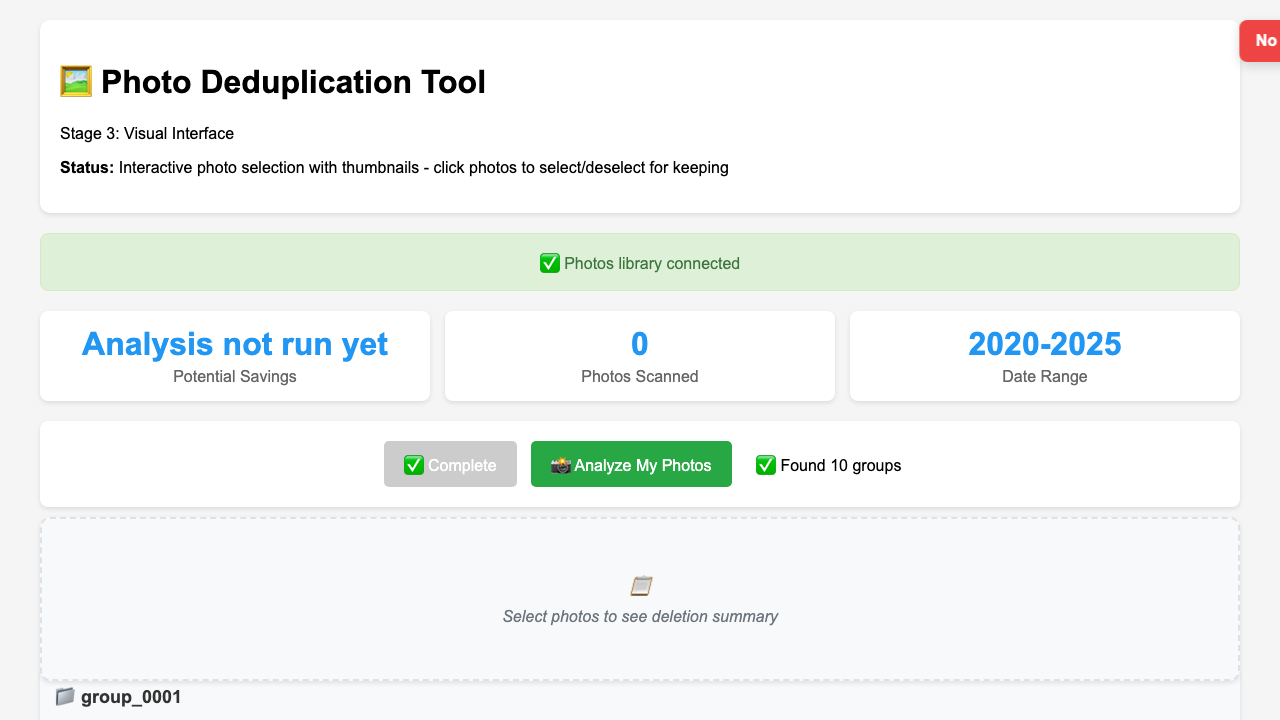 Photo Deduplication Tool
No
Stage 3: Visual Interface
Status: Interactive photo selection with thumbnails - click photos to select/deselect for keeping
✅ Photos library connected
Analysis not run yet
Potential Savings
0
Photos Scanned
2020-2025
Date Range
✅ Complete
📸 Analyze My Photos
✅ Found 10 groups
Select photos to see deletion summary
group_0001